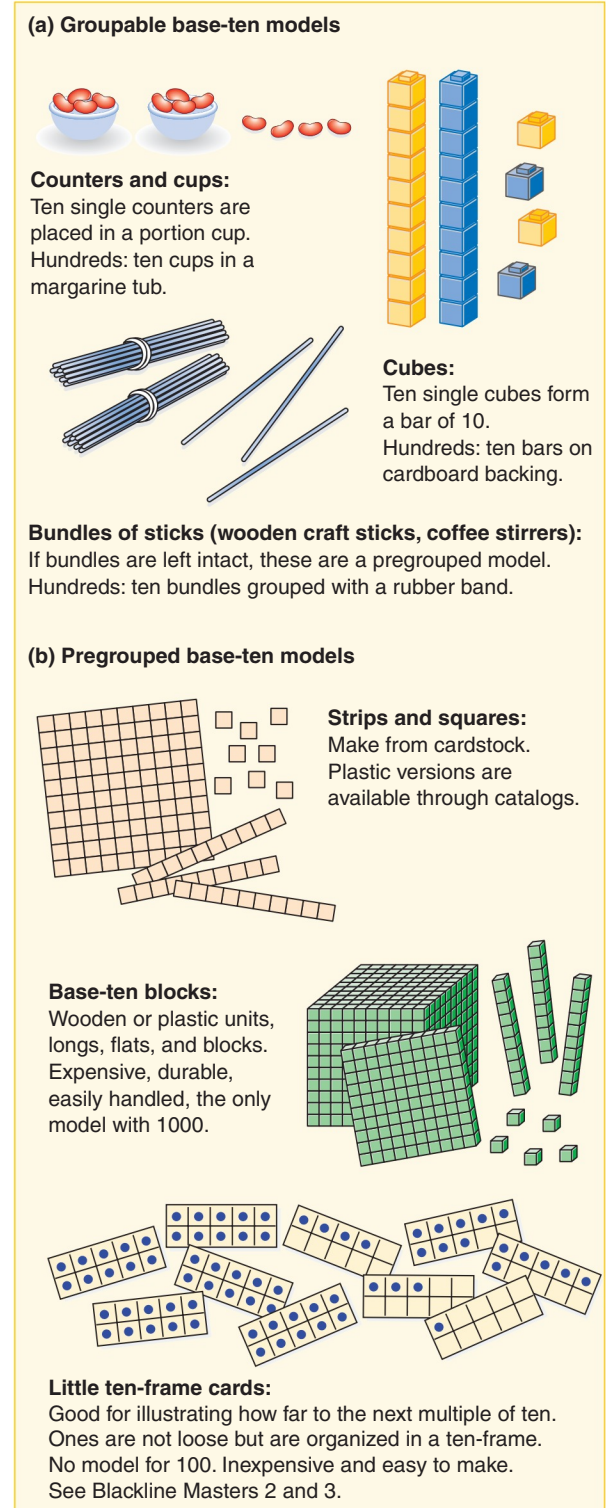 (a) Groupable base-ten models
Counters and cups:
Ten single counters are
placed in a portion cup.
Hundreds: ten cups in a
margarine tub.
Cubes:
Ten single cubes form
a bar of 10.
Hundreds: ten bars on
cardboard backing.
Bundles of sticks (wooden craft sticks, coffee stirrers):
If bundles are left intact, these are a pregrouped model.
Hundreds: ten bundles grouped with a rubber band.
(b) Pregrouped base-ten models
Strips and squares:
Make from cardstock.
Plastic versions are
available through catalogs.
Base-ten blocks:
Wooden or plastic units,
longs, flats, and blocks.
Expensive, durable,
easily handled, the only
model with 1000.
Little ten-frame cards:
Good for illustrating how far to the next multiple of ten.
Ones are not loose but are organized in a ten-frame.
No model for 100. Inexpensive and easy to make.
See Blackline Masters 2 and 3.